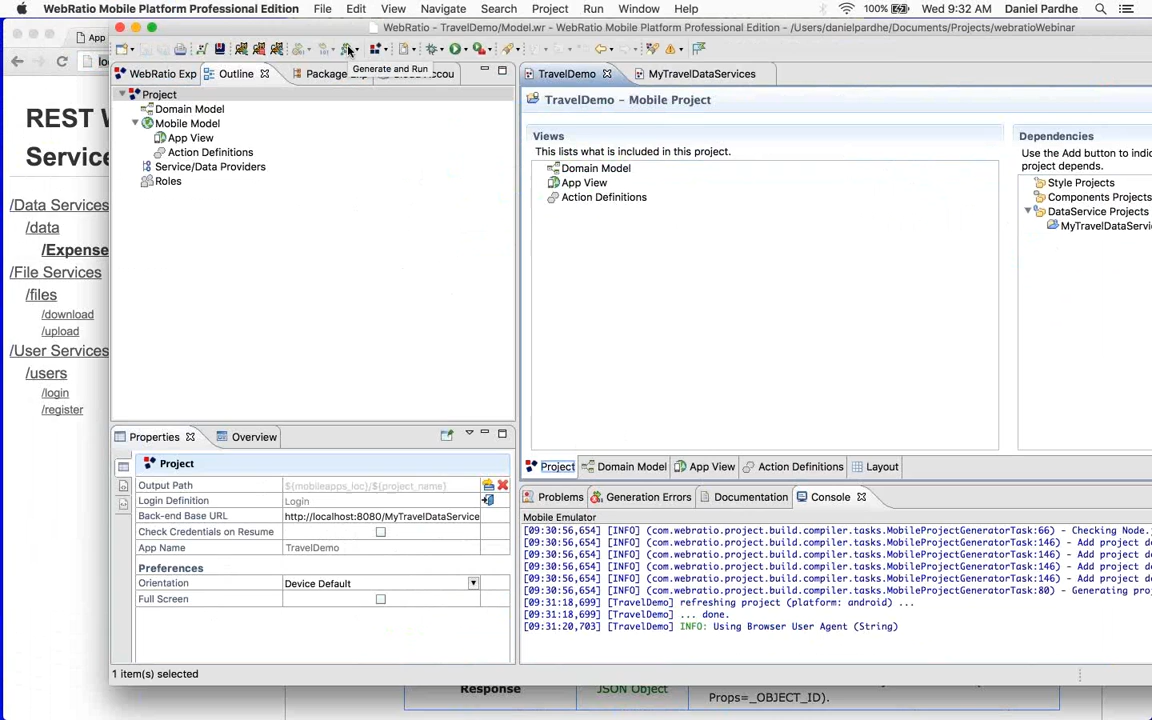 WebRatio Mobile Platform Professional Edition File Edit View Navigate Search Project Run Window Help 100% Wed 9:32 AM Daniel Pardhe
WebRatio - TravelDemo/Model.wr - WebRatio Mobile Platform Professional Edition - /Users/danielpardhe/Documents/Projects/webratioWebinar
App
Generate and Run
WebRatio Exp Outline Package Exp Cloud Accou
Project
Domain Model
Mobile Model
App View
Action Definitions
Service/Data Providers
Roles
REST W
Service
/Data Services
/data
/Expense
/File Services
/files
/download
/upload
/User Services
/users
/login
/register
TravelDemo MyTravelDataServices
TravelDemo – Mobile Project
Views
This lists what is included in this project.
Domain Model
App View
Action Definitions
Dependencies
Use the Add button to indic
project depends.
Style Projects
Components Projects
DataService Projects
MyTravelDataServi
Project Domain Model App View Action Definitions Layout
Properties Overview
Project
Output Path ${mobileapps_loc}/${project_name}
Login Definition Login
Back-end Base URL http://localhost:8080/MyTravelDataService
Check Credentials on Resume
App Name TravelDemo
Preferences
Orientation Device Default
Full Screen
Problems Generation Errors Documentation Console
Mobile Emulator
[09:30:56,654] [INFO] (com.webratio.project.build.compiler.tasks.MobileProjectGeneratorTask:66) - Checking Node.
[09:30:56,654] [INFO] (com.webratio.project.build.compiler.tasks.MobileProjectGeneratorTask:146) - Add project de
[09:30:56,654] [INFO] (com.webratio.project.build.compiler.tasks.MobileProjectGeneratorTask:146) - Add project de
[09:30:56,654] [INFO] (com.webratio.project.build.compiler.tasks.MobileProjectGeneratorTask:146) - Add project de
[09:30:56,654] [INFO] (com.webratio.project.build.compiler.tasks.MobileProjectGeneratorTask:146) - Add project de
[09:30:56,654] [INFO] (com.webratio.project.build.compiler.tasks.MobileProjectGeneratorTask:80) - Generating proj
[09:31:18,699] [TravelDemo] refreshing project (platform: android) ...
[09:31:18,699] [TravelDemo] ... done.
[09:31:20,703] [TravelDemo] INFO: Using Browser User Agent (String)
1 item(s) selected
Response JSON Object Props=_OBJECT_ID).